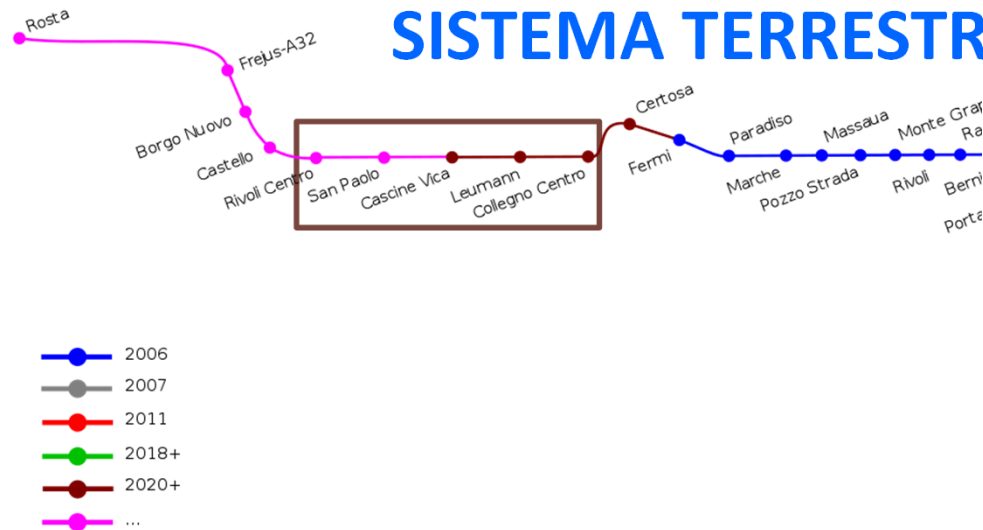 SISTEMA TERRESTR
Rosta
Frejus-A32
Borgo Nuovo
Castello
Rivoli Centro
San Paolo
Cascine Vica
Leumann
Collegno Centro
Certosa
Fermi
Paradiso
Marche
Massaua
Pozzo Strada
Monte Grap
Rivoli
Ra
Berni
Porta
2006
2007
2011
2018+
2020+
...